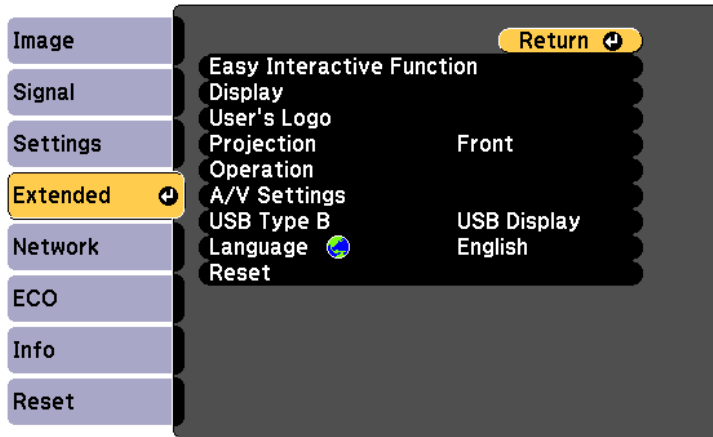 Image
Signal
Settings
Extended
Network
ECO
Info
Reset
Return
Easy Interactive Function
Display
User's Logo
Projection Front
Operation
A/V Settings
USB Type B USB Display
Language English
Reset